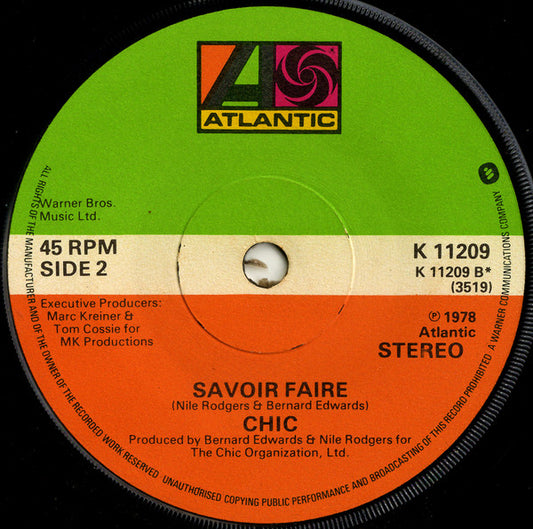 ATLANTIC
Warner Bros.
Music Ltd.
45 RPM
SIDE 2
K 11209
K 11209 B*
(3519)
Executive Producers:
Marc Kreiner &
Tom Cossie for
MK Productions
℗ 1978
Atlantic
STEREO
SAVOIR FAIRE
(Nile Rodgers & Bernard Edwards)
CHIC
Produced by Bernard Edwards & Nile Rodgers for
The Chic Organization, Ltd.
ALL RIGHTS OF THE MANUFACTURER AND OF THE OWNER OF THE RECORDED WORK RESERVED UNAUTHORISED COPYING PUBLIC PERFORMANCE AND BROADCASTING OF THIS RECORD PROHIBITED A WARNER COMMUNICATIONS COMPANY